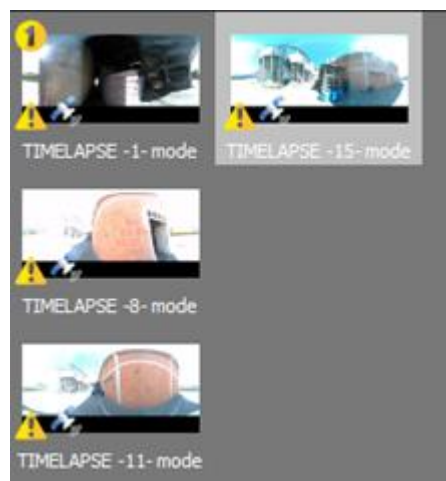 1
TIMELAPSE -1- mode
TIMELAPSE -15- mode
TIMELAPSE -8- mode
TIMELAPSE -11- mode